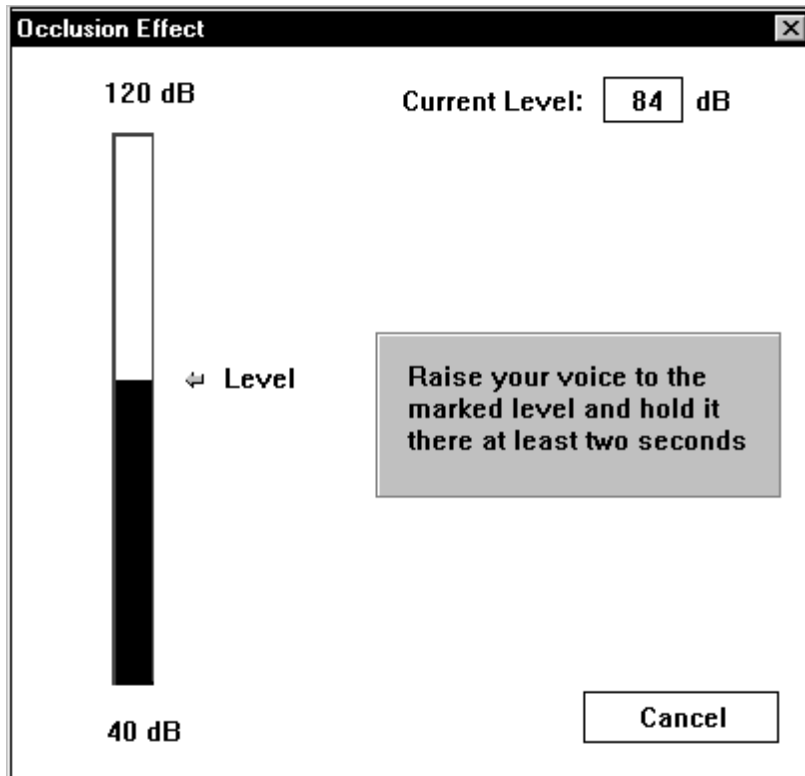 Occlusion Effect
120 dB
Current Level: 84 dB
Level
Raise your voice to the
marked level and hold it
there at least two seconds
40 dB
Cancel